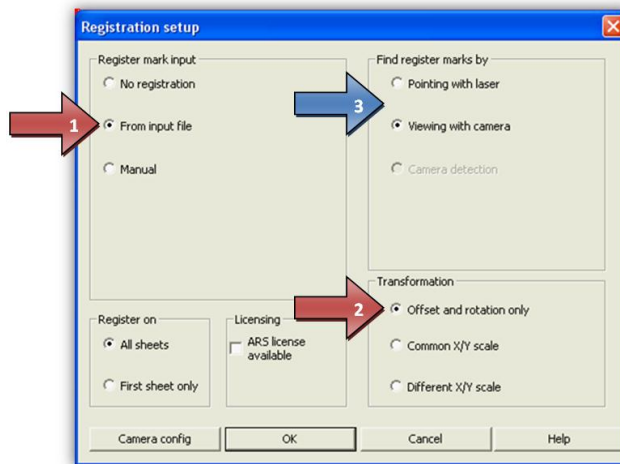 Registration setup
Register mark input
No registration
1
From input file
Manual
Find register marks by
Pointing with laser
3
Viewing with camera
Camera detection
Register on
All sheets
First sheet only
Licensing
ARS license
available
Transformation
2
Offset and rotation only
Common X/Y scale
Different X/Y scale
Camera config
OK
Cancel
Help